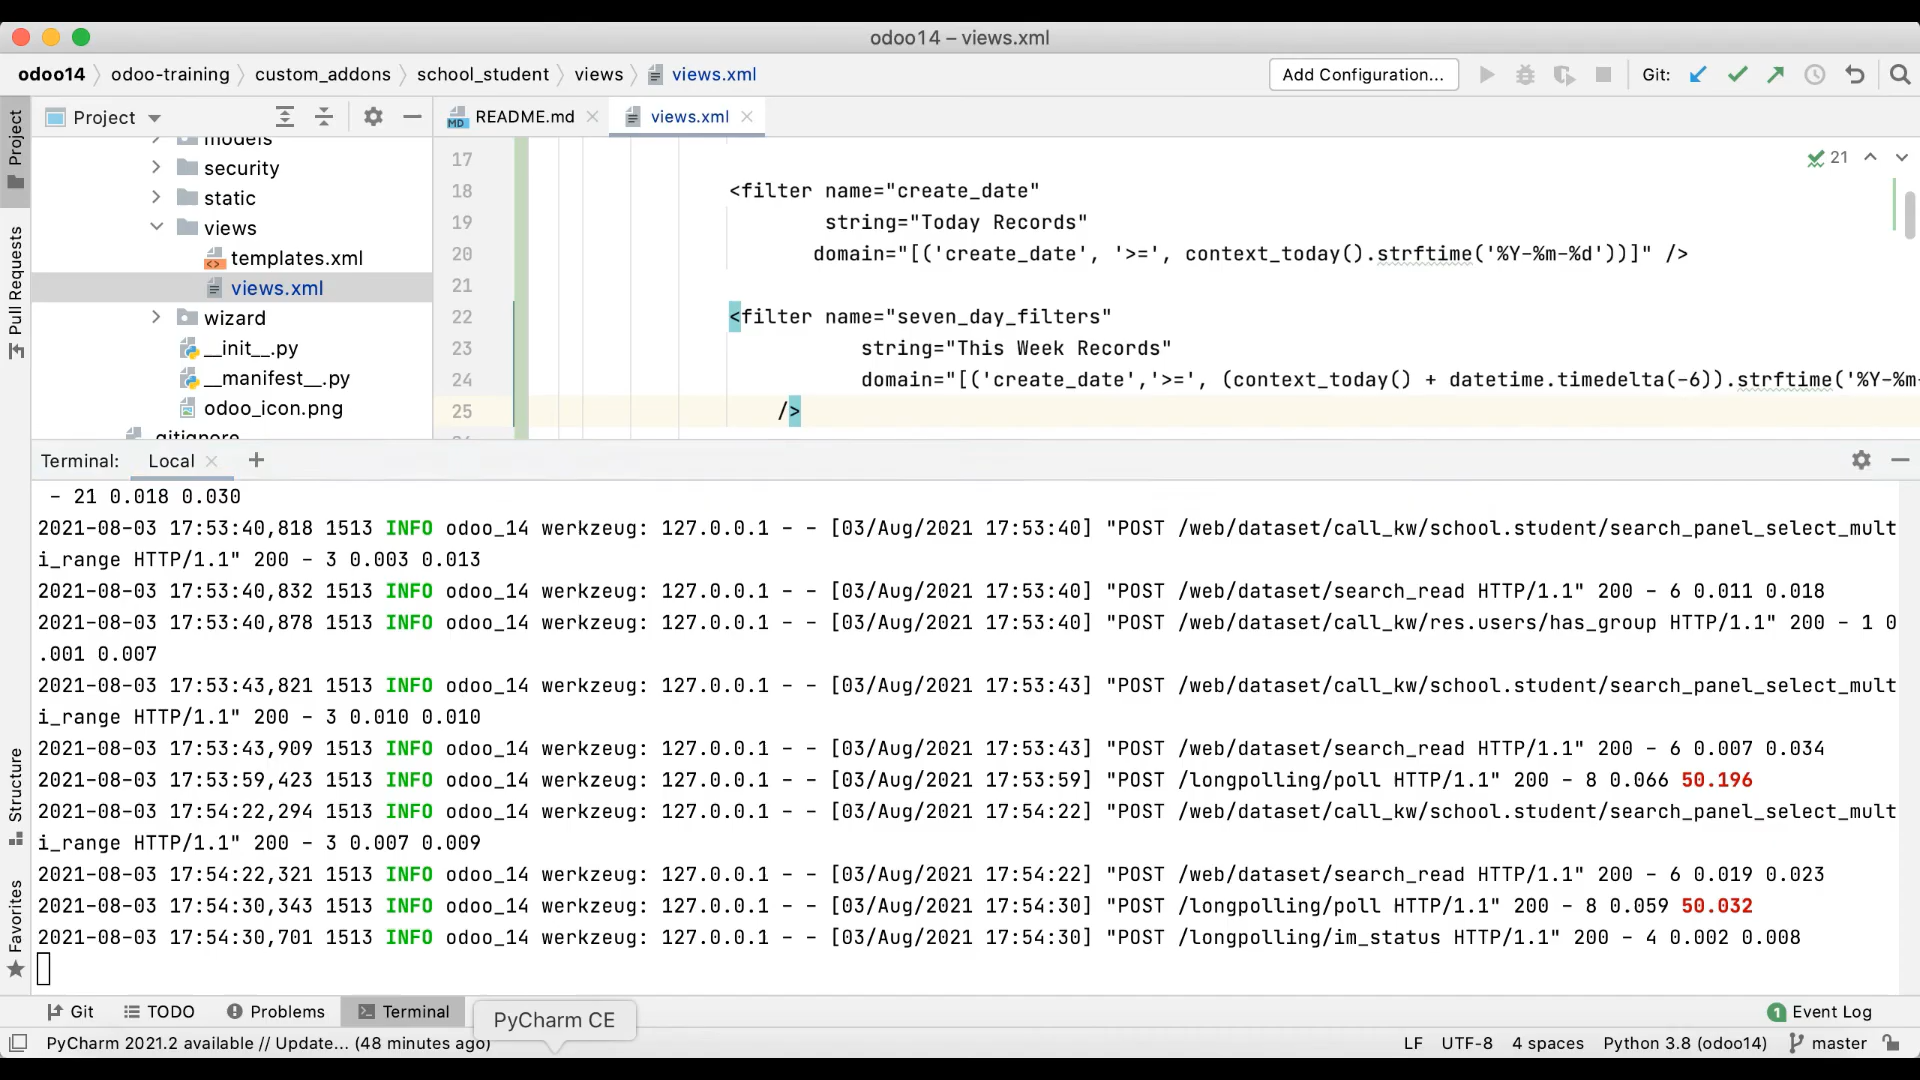 odoo14 – views.xml
odoo14 odoo-training custom_addons school_student views views.xml Add Configuration... Git:
Project README.md views.xml
Project
Pull Requests
Structure
Favorites
models
security
static
views
templates.xml
views.xml
wizard
__init__.py
__manifest__.py
odoo_icon.png
.gitignore
21
17
18 <filter name="create_date"
19 string="Today Records"
20 domain="[('create_date', '>=', context_today().strftime('%Y-%m-%d'))]" />
21
22 <filter name="seven_day_filters"
23 string="This Week Records"
24 domain="[('create_date','>=', (context_today() + datetime.timedelta(-6)).strftime('%Y-%m-
25 />
Terminal: Local +
- 21 0.018 0.030
2021-08-03 17:53:40,818 1513 INFO odoo_14 werkzeug: 127.0.0.1 - - [03/Aug/2021 17:53:40] "POST /web/dataset/call_kw/school.student/search_panel_select_mult
i_range HTTP/1.1" 200 - 3 0.003 0.013
2021-08-03 17:53:40,832 1513 INFO odoo_14 werkzeug: 127.0.0.1 - - [03/Aug/2021 17:53:40] "POST /web/dataset/search_read HTTP/1.1" 200 - 6 0.011 0.018
2021-08-03 17:53:40,878 1513 INFO odoo_14 werkzeug: 127.0.0.1 - - [03/Aug/2021 17:53:40] "POST /web/dataset/call_kw/res.users/has_group HTTP/1.1" 200 - 1 0
.001 0.007
2021-08-03 17:53:43,821 1513 INFO odoo_14 werkzeug: 127.0.0.1 - - [03/Aug/2021 17:53:43] "POST /web/dataset/call_kw/school.student/search_panel_select_mult
i_range HTTP/1.1" 200 - 3 0.010 0.010
2021-08-03 17:53:43,909 1513 INFO odoo_14 werkzeug: 127.0.0.1 - - [03/Aug/2021 17:53:43] "POST /web/dataset/search_read HTTP/1.1" 200 - 6 0.007 0.034
2021-08-03 17:53:59,423 1513 INFO odoo_14 werkzeug: 127.0.0.1 - - [03/Aug/2021 17:53:59] "POST /longpolling/poll HTTP/1.1" 200 - 8 0.066 50.196
2021-08-03 17:54:22,294 1513 INFO odoo_14 werkzeug: 127.0.0.1 - - [03/Aug/2021 17:54:22] "POST /web/dataset/call_kw/school.student/search_panel_select_mult
i_range HTTP/1.1" 200 - 3 0.007 0.009
2021-08-03 17:54:22,321 1513 INFO odoo_14 werkzeug: 127.0.0.1 - - [03/Aug/2021 17:54:22] "POST /web/dataset/search_read HTTP/1.1" 200 - 6 0.019 0.023
2021-08-03 17:54:30,343 1513 INFO odoo_14 werkzeug: 127.0.0.1 - - [03/Aug/2021 17:54:30] "POST /longpolling/poll HTTP/1.1" 200 - 8 0.059 50.032
2021-08-03 17:54:30,701 1513 INFO odoo_14 werkzeug: 127.0.0.1 - - [03/Aug/2021 17:54:30] "POST /longpolling/im_status HTTP/1.1" 200 - 4 0.002 0.008
Git TODO Problems Terminal PyCharm CE 1 Event Log
PyCharm 2021.2 available // Update... (48 minutes ago) LF UTF-8 4 spaces Python 3.8 (odoo14) master